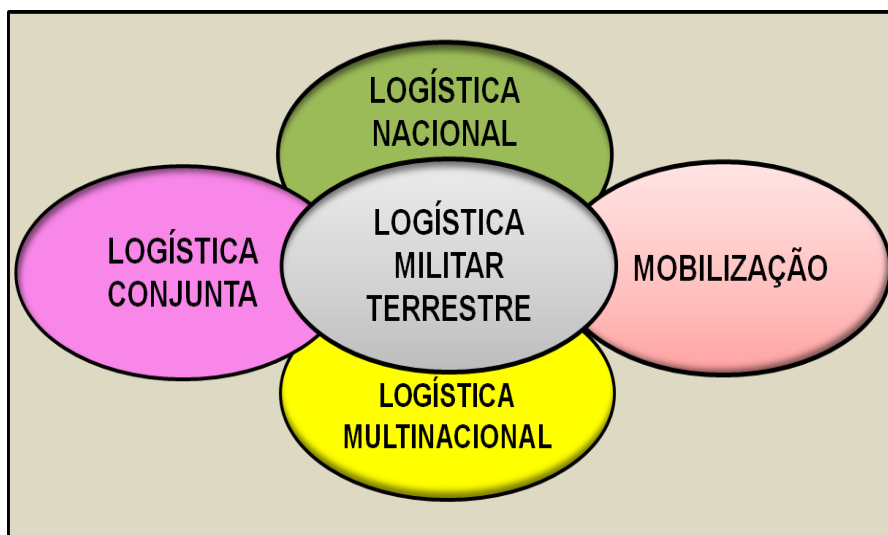 LOGÍSTICA
NACIONAL
LOGÍSTICA
CONJUNTA
LOGÍSTICA
MILITAR
TERRESTRE
MOBILIZAÇÃO
LOGÍSTICA
MULTINACIONAL